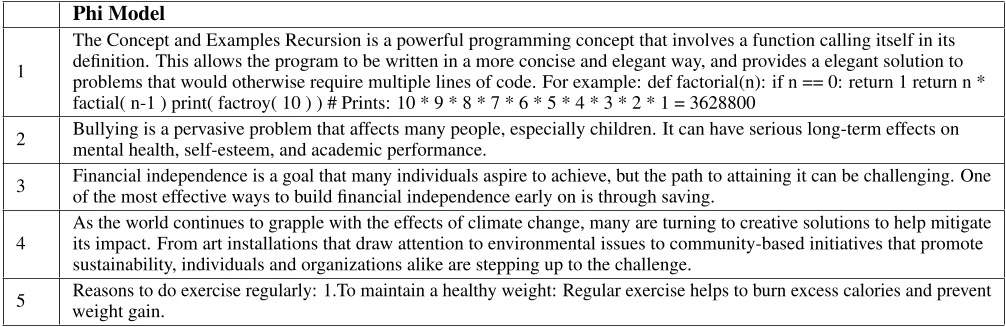 Phi Model
The Concept and Examples Recursion is a powerful programming concept that involves a function calling itself in its
definition. This allows the program to be written in a more concise and elegant way, and provides a elegant solution to
1
problems that would otherwise require multiple lines of code. For example: def factorial(n): if n == 0: return 1 return n *
factial( n-1 ) print( factroy( 10 ) ) # Prints: 10 * 9 * 8 * 7 * 6 * 5 * 4 * 3 * 2 * 1 = 3628800
2
Bullying is a pervasive problem that affects many people, especially children. It can have serious long-term effects on
mental health, self-esteem, and academic performance.
3
Financial independence is a goal that many individuals aspire to achieve, but the path to attaining it can be challenging. One
of the most effective ways to build financial independence early on is through saving.
As the world continues to grapple with the effects of climate change, many are turning to creative solutions to help mitigate
4
its impact. From art installations that draw attention to environmental issues to community-based initiatives that promote
sustainability, individuals and organizations alike are stepping up to the challenge.
5
Reasons to do exercise regularly: 1.To maintain a healthy weight: Regular exercise helps to burn excess calories and prevent
weight gain.